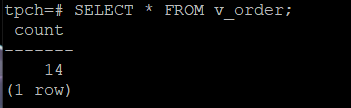 tpch=# SELECT * FROM v_order;
 count
-------
    14
(1 row)